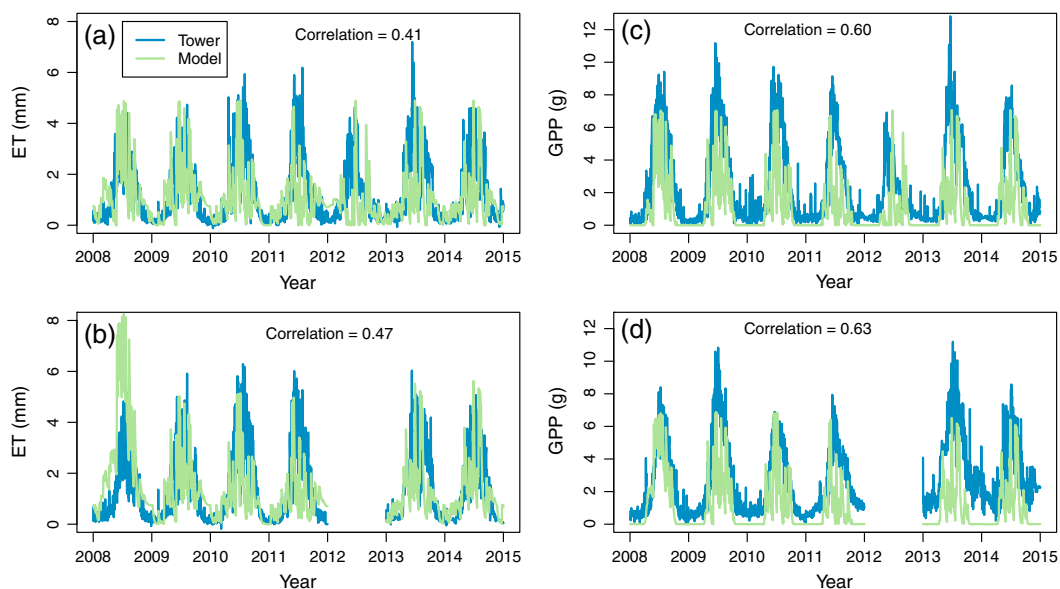 (a)
Tower
Model
Correlation = 0.41
ET (mm)
8
6
4
2
0
2008 2009 2010 2011 2012 2013 2014 2015
Year
(c)
Correlation = 0.60
GPP (g)
12
10
8
6
4
2
0
2008 2009 2010 2011 2012 2013 2014 2015
Year
(b)
Correlation = 0.47
ET (mm)
8
6
4
2
0
2008 2009 2010 2011 2012 2013 2014 2015
Year
(d)
Correlation = 0.63
GPP (g)
12
10
8
6
4
2
0
2008 2009 2010 2011 2012 2013 2014 2015
Year